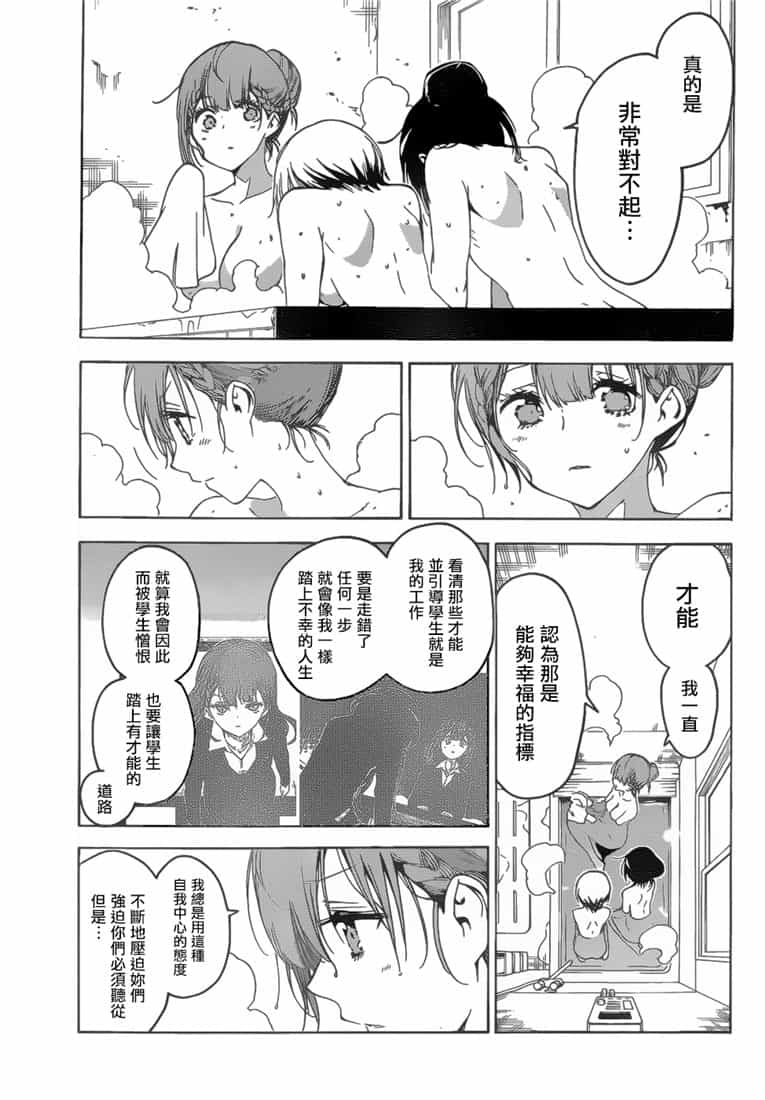 真的是
非常對不起…
才能
我一直
認為那是
能夠幸福的指標
看清那些才能
並引導學生就是
我的工作
要是走錯了
任何一步
就會像我一樣
踏上不幸的人生
就算我會因此
而被學生憎恨
也要讓學生
踏上有才能的
道路
我總是用這種
自我中心的態度
不斷地壓迫妳們
強迫你們必須聽從
但是…